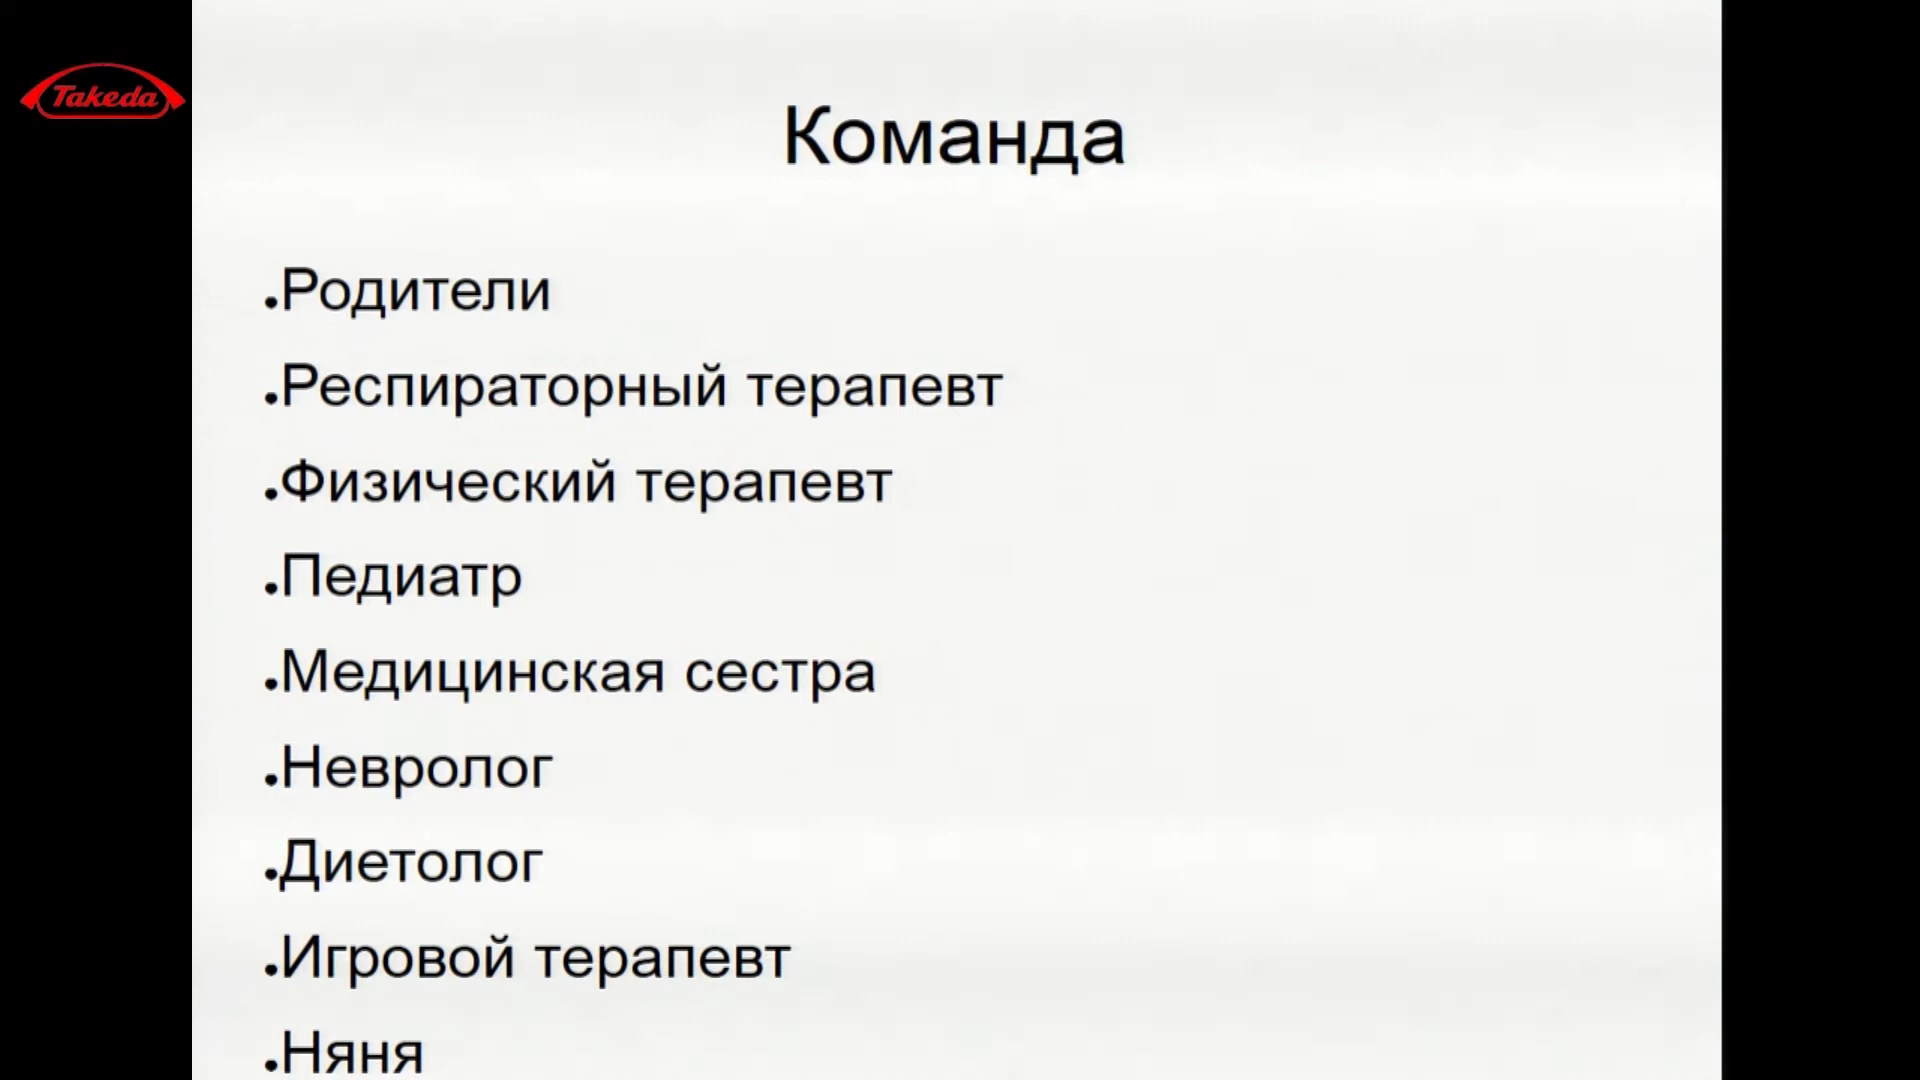 Takeda
Команда
●Родители
●Респираторный терапевт
●Физический терапевт
●Педиатр
●Медицинская сестра
●Невролог
●Диетолог
●Игровой терапевт
●Няня